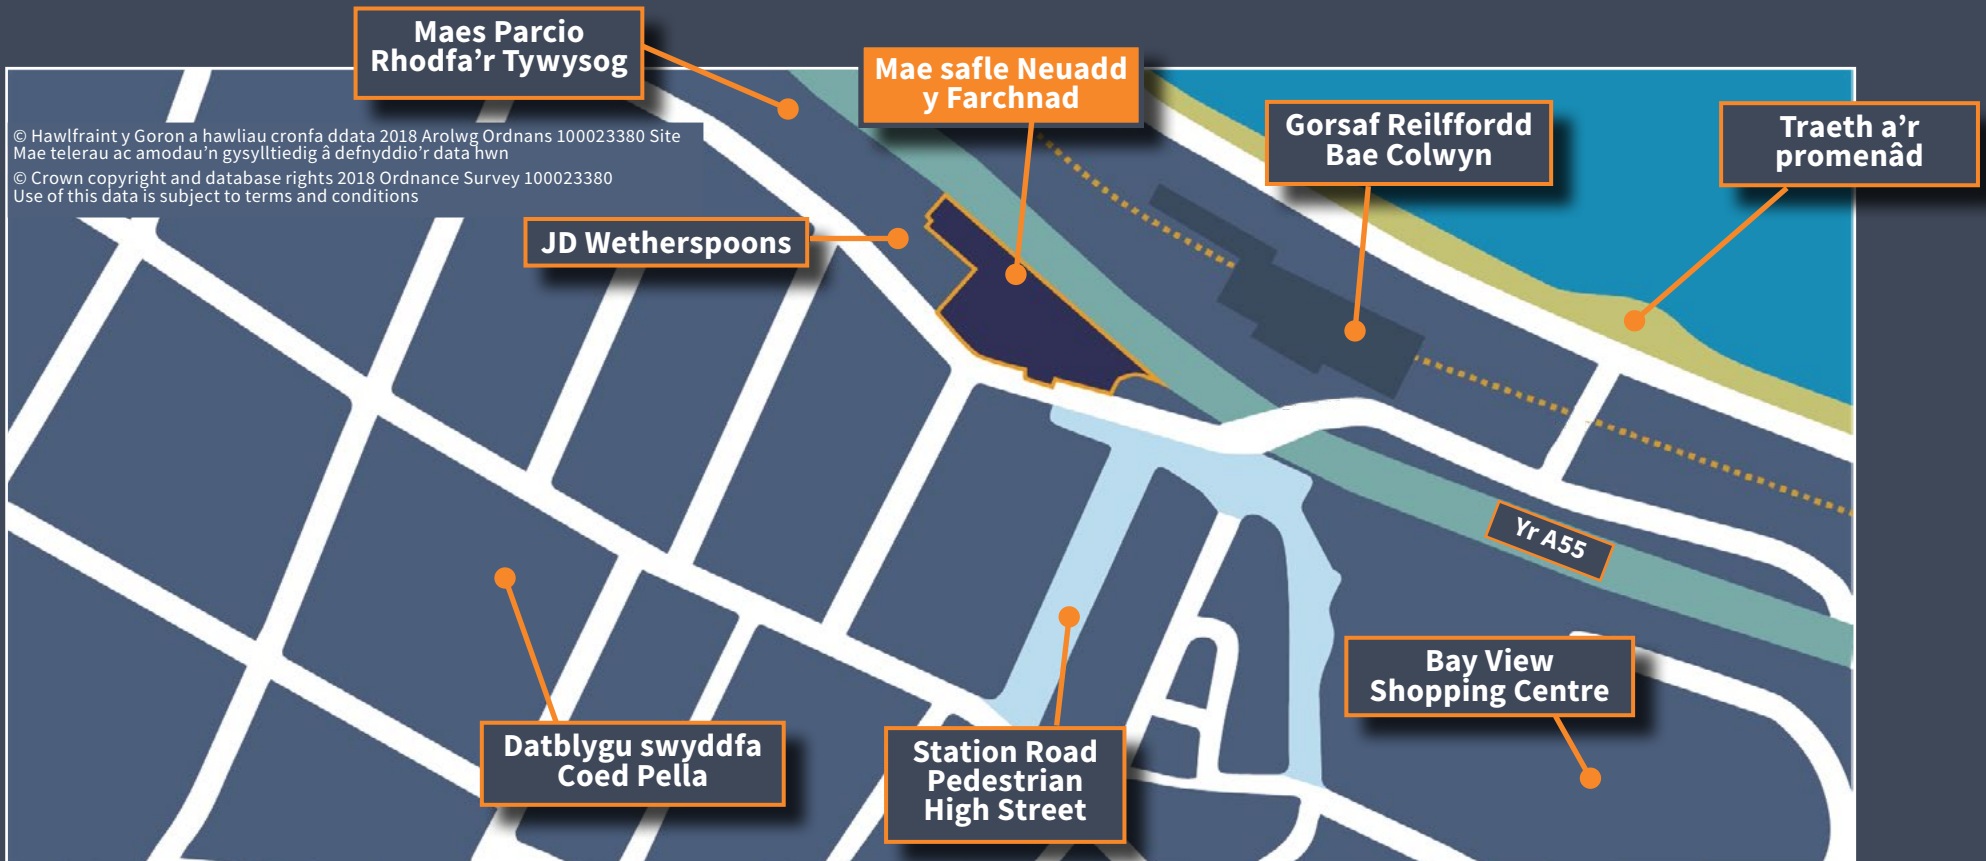 Maes Parcio
Rhodfa’r Tywysog
Mae safle Neuadd
y Farchnad
Gorsaf Reilffordd
Bae Colwyn
Traeth a’r
promenâd
© Hawlfraint y Goron a hawliau cronfa ddata 2018 Arolwg Ordnans 100023380 Site
Mae telerau ac amodau’n gysylltiedig â defnyddio’r data hwn
© Crown copyright and database rights 2018 Ordnance Survey 100023380
Use of this data is subject to terms and conditions
JD Wetherspoons
Yr A55
Bay View
Shopping Centre
Datblygu swyddfa
Coed Pella
Station Road
Pedestrian
High Street